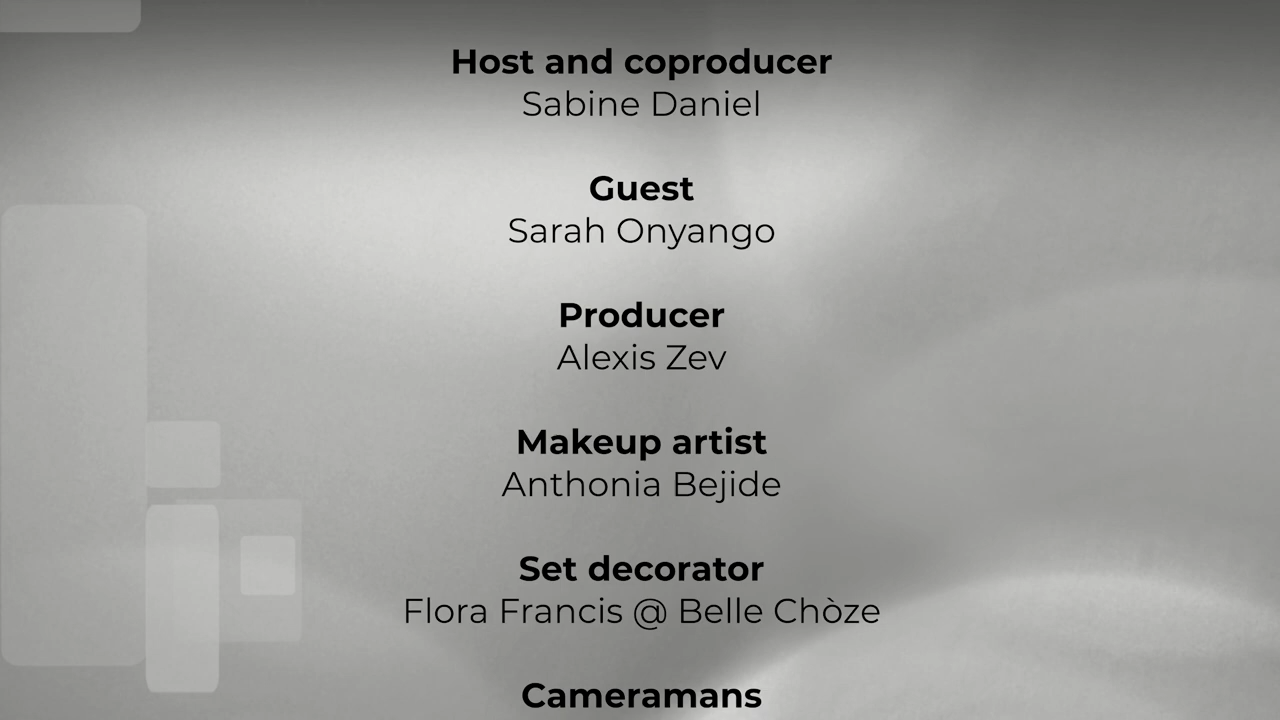 Host and coproducer
Sabine Daniel
Guest
Sarah Onyango
Producer
Alexis Zev
Makeup artist
Anthonia Bejide
Set decorator
Flora Francis @ Belle Chòze
Cameramans